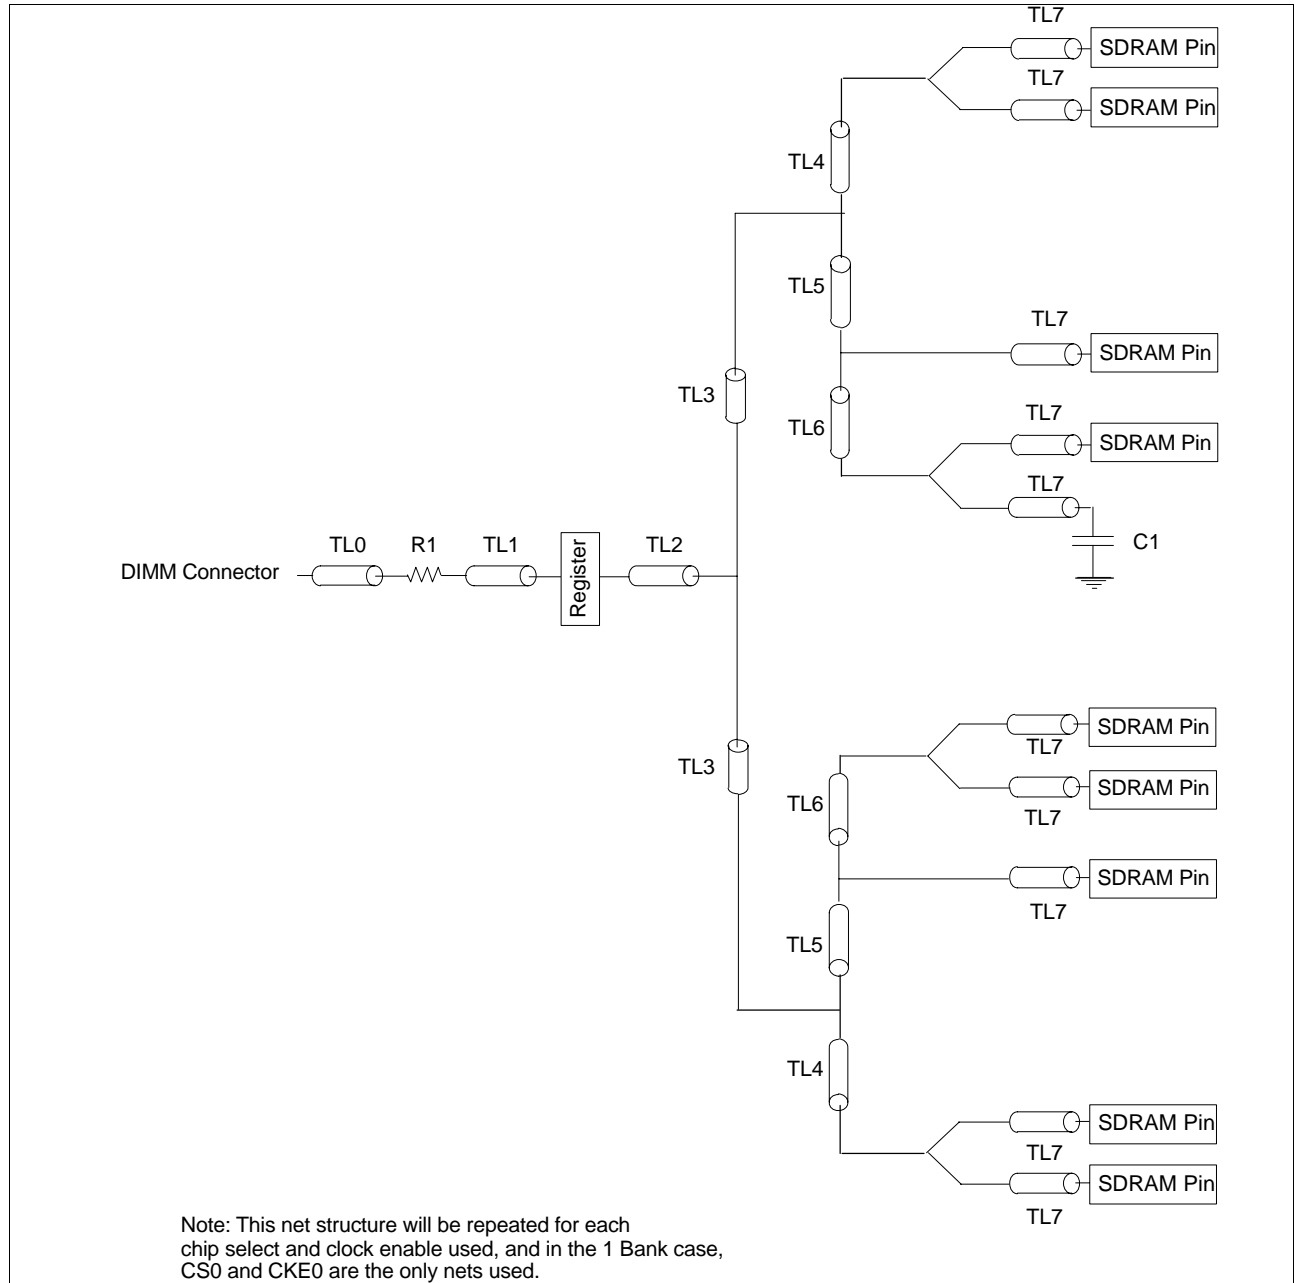 TL7
SDRAM Pin
TL7
SDRAM Pin
TL4
TL5
TL7
SDRAM Pin
TL3
TL6
TL7
SDRAM Pin
TL7
C1
DIMM Connector
TL0
R1
TL1
Register
TL2
TL3
SDRAM Pin
TL7
TL6
SDRAM Pin
TL7
SDRAM Pin
TL7
TL5
TL4
SDRAM Pin
TL7
SDRAM Pin
TL7
Note: This net structure will be repeated for each
chip select and clock enable used, and in the 1 Bank case,
CS0 and CKE0 are the only nets used.